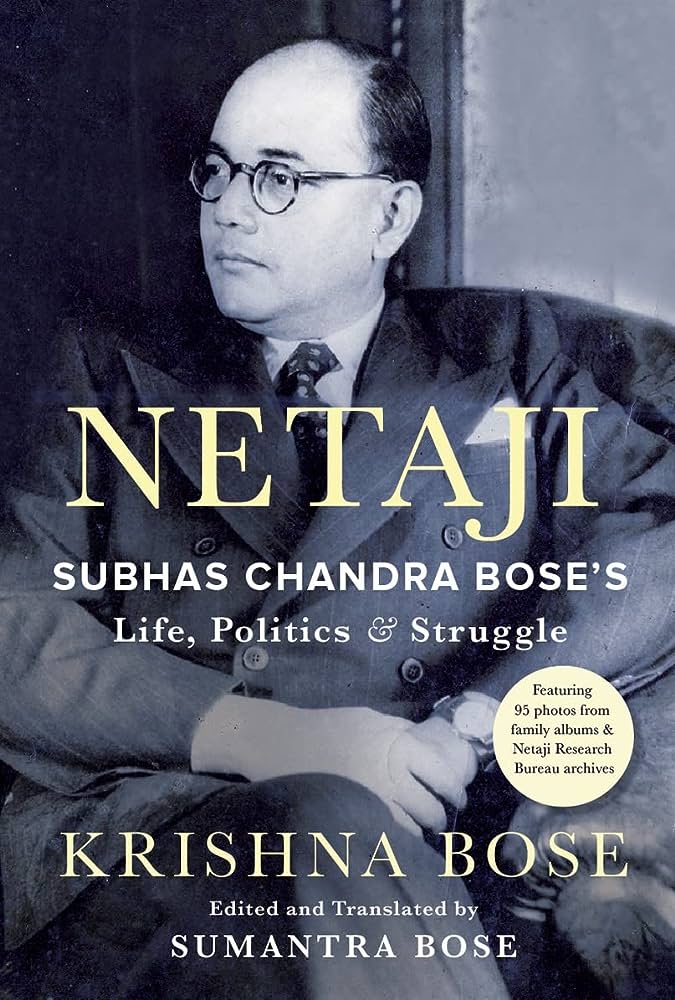 NETAJI
SUBHAS CHANDRA BOSE’S
Life, Politics & Struggle
Featuring
95 photos from
family albums &
Netaji Research
Bureau archives
KRISHNA BOSE
Edited and Translated by
SUMANTRA BOSE